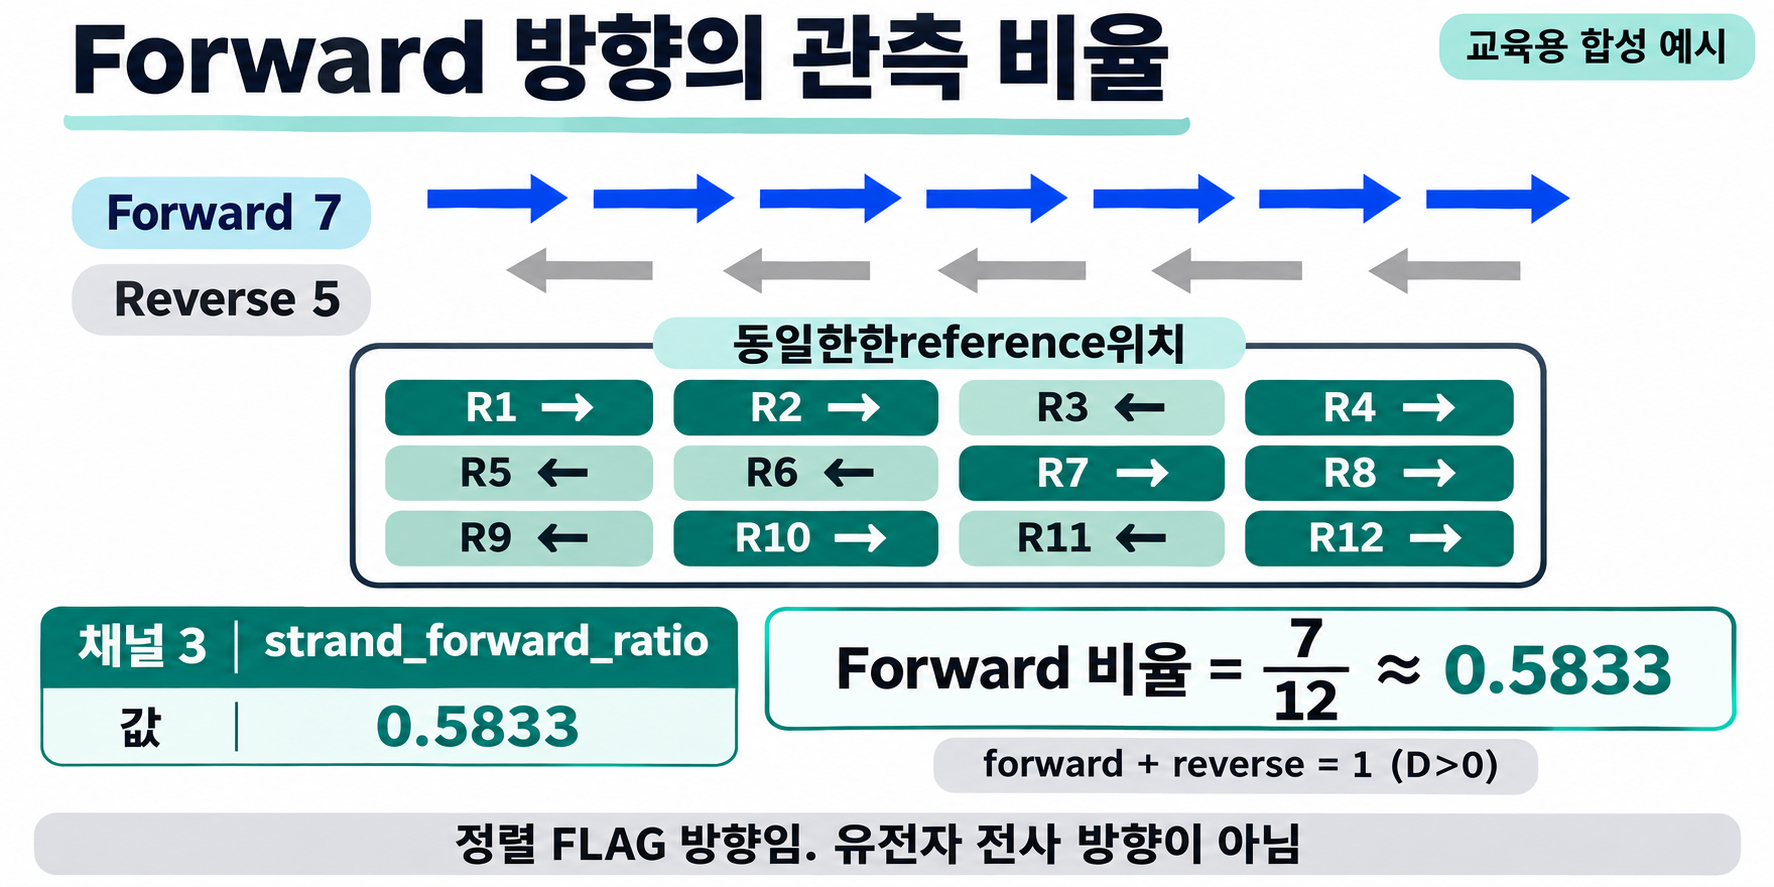 Forward 방향의 관측 비율
교육용 합성 예시
Forward 7
Reverse 5
동일한한reference위치
R1 → R2 → R3 ← R4 →
R5 ← R6 ← R7 → R8 →
R9 ← R10 → R11 ← R12 →
채널 3 | strand_forward_ratio
값 | 0.5833
Forward 비율 = 7/12 ≈ 0.5833
forward + reverse = 1 (D>0)
정렬 FLAG 방향임. 유전자 전사 방향이 아님